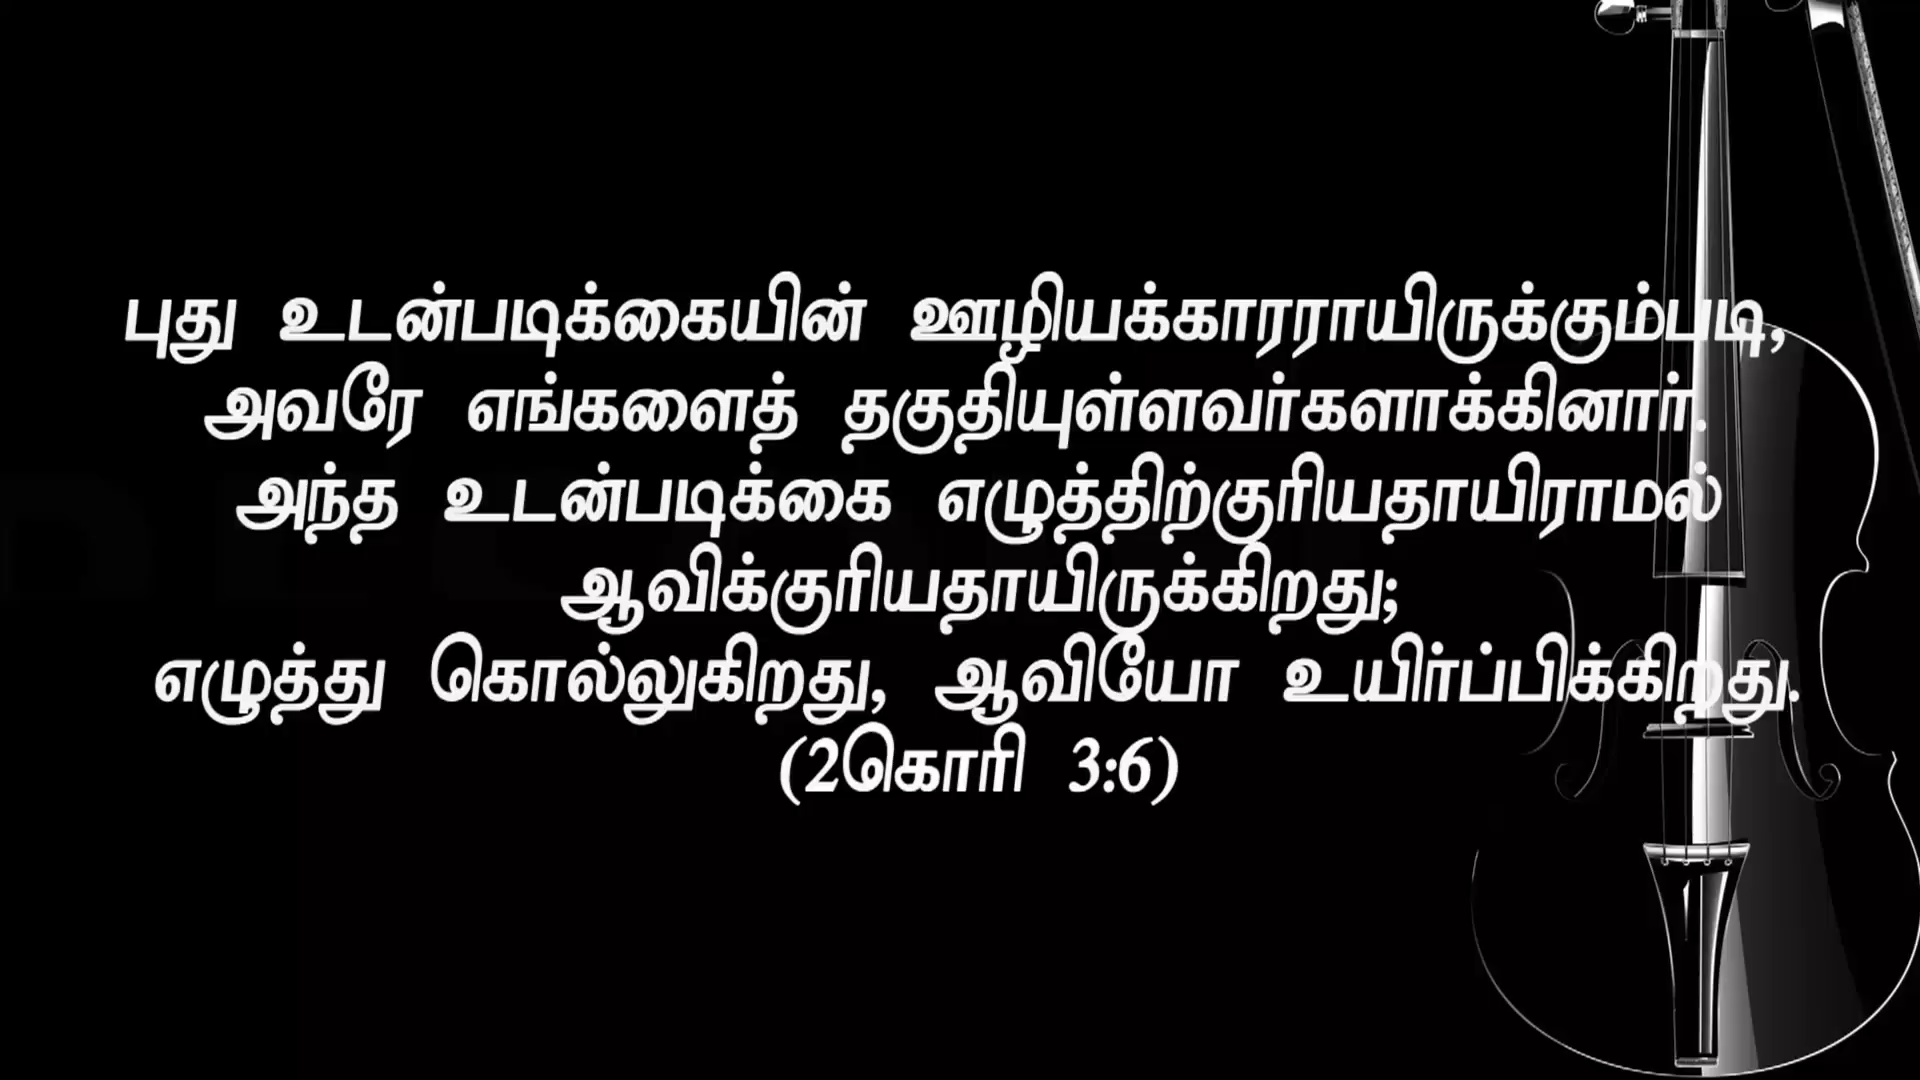 புது உடன்படிக்கையின் ஊழியக்காரராயிருக்கும்படி,
அவரே எங்களைத் தகுதியுள்ளவர்களாக்கினார்.
அந்த உடன்படிக்கை எழுத்திற்குரியதாயிராமல்
ஆவிக்குரியதாயிருக்கிறது;
எழுத்து கொல்லுகிறது, ஆவியோ உயிர்ப்பிக்கிறது.
(2கொரி 3:6)